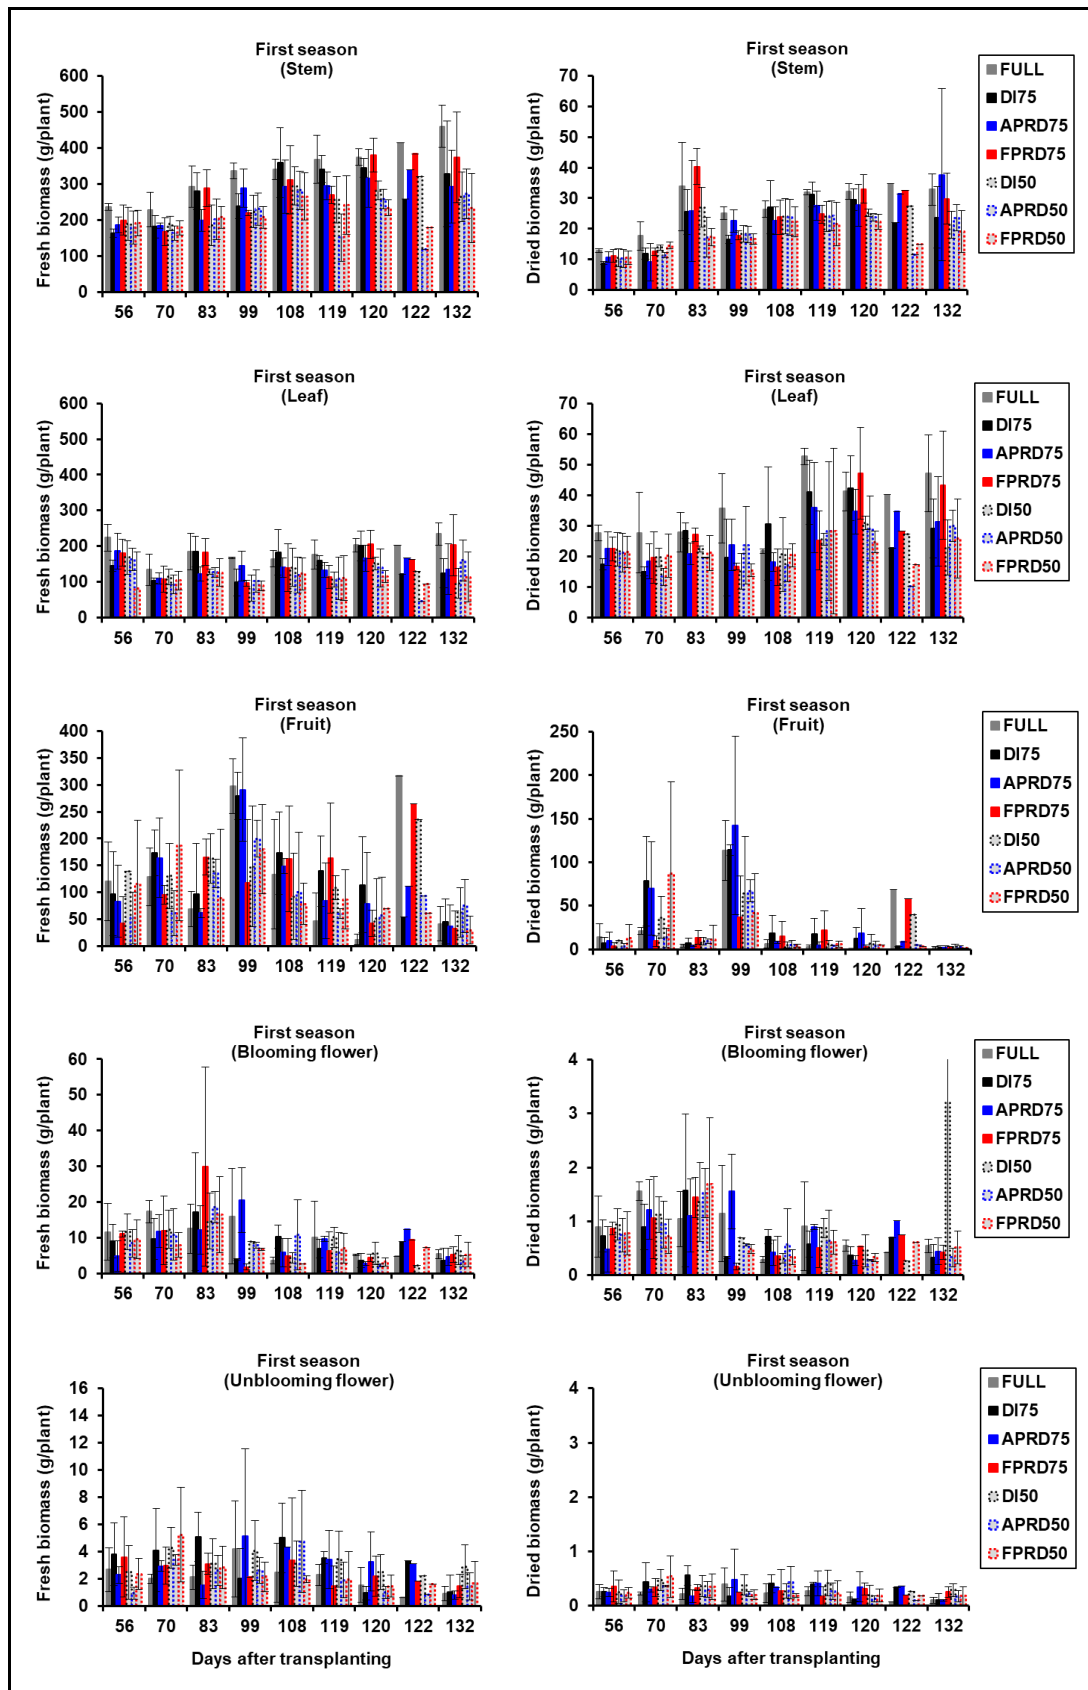 First season
(Stem)
Fresh biomass (g/plant)
600
500
400
300
200
100
0
56 70 83 99 108 119 120 122 132
First season
(Stem)
Dried biomass (g/plant)
70
60
50
40
30
20
10
0
56 70 83 99 108 119 120 122 132
FULL
DI75
APRD75
FPRD75
DI50
APRD50
FPRD50
First season
(Leaf)
Fresh biomass (g/plant)
600
500
400
300
200
100
0
56 70 83 99 108 119 120 122 132
First season
(Leaf)
Dried biomass (g/plant)
70
60
50
40
30
20
10
0
56 70 83 99 108 119 120 122 132
FULL
DI75
APRD75
FPRD75
DI50
APRD50
FPRD50
First season
(Fruit)
Fresh biomass (g/plant)
400
350
300
250
200
150
100
50
0
56 70 83 99 108 119 120 122 132
First season
(Fruit)
Dried biomass (g/plant)
250
200
150
100
50
0
56 70 83 99 108 119 120 122 132
FULL
DI75
APRD75
FPRD75
DI50
APRD50
FPRD50
First season
(Blooming flower)
Fresh biomass (g/plant)
60
50
40
30
20
10
0
56 70 83 99 108 119 120 122 132
First season
(Blooming flower)
Dried biomass (g/plant)
4
3
2
1
0
56 70 83 99 108 119 120 122 132
FULL
DI75
APRD75
FPRD75
DI50
APRD50
FPRD50
First season
(Unblooming flower)
Fresh biomass (g/plant)
16
14
12
10
8
6
4
2
0
56 70 83 99 108 119 120 122 132
Days after transplanting
First season
(Unblooming flower)
Dried biomass (g/plant)
4
3
2
1
0
56 70 83 99 108 119 120 122 132
Days after transplanting
FULL
DI75
APRD75
FPRD75
DI50
APRD50
FPRD50